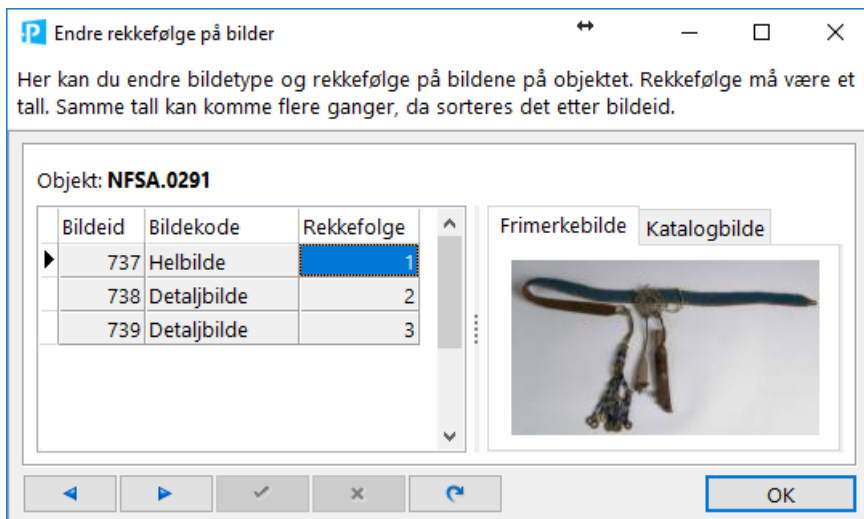 Endre rekkefølge på bilder
Her kan du endre bildetype og rekkefølge på bildene på objektet. Rekkefølge må være et
tall. Samme tall kan komme flere ganger, da sorteres det etter bildeid.
Objekt: NFSA.0291
Bildeid Bildekode Rekkefolge
737 Helbilde 1
738 Detaljbilde 2
739 Detaljbilde 3
Frimerkebilde Katalogbilde
OK